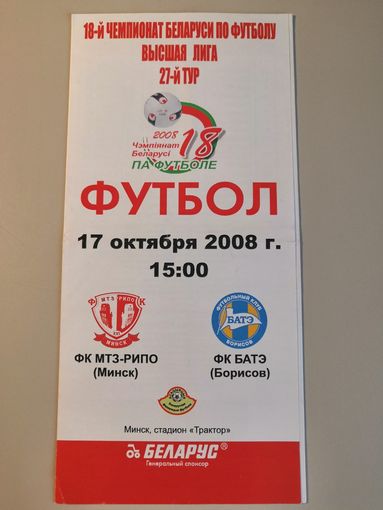 18-й ЧЕМПИОНАТ БЕЛАРУСИ ПО ФУТБОЛУ
ВЫСШАЯ ЛИГА
27-й ТУР
2008
18
Чэмпіянат
Беларусі
ПА ФУТБОЛЕ
ФУТБОЛ
17 октября 2008 г.
15:00
МТЗ-РИПО
МИНСК
ФУТБОЛЬНЫЙ КЛУБ
БАТЭ
БОРИСОВ
ФК МТЗ-РИПО
(Минск)
ФК БАТЭ
(Борисов)
Минск, стадион «Трактор»
БЕЛАРУС®
Генеральный спонсор